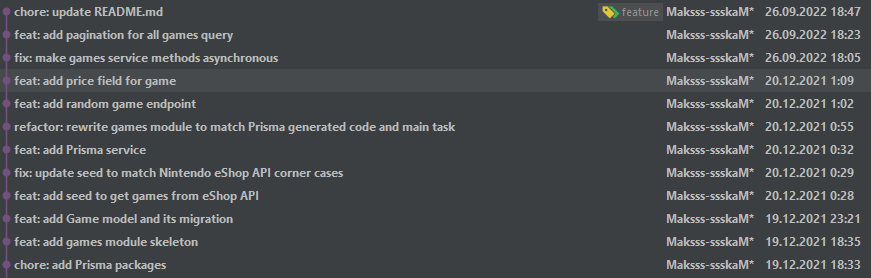 chore: update README.md feature Maksss-ssskaM* 26.09.2022 18:47
feat: add pagination for all games query Maksss-ssskaM* 26.09.2022 18:23
fix: make games service methods asynchronous Maksss-ssskaM* 26.09.2022 18:05
feat: add price field for game Maksss-ssskaM* 20.12.2021 1:09
feat: add random game endpoint Maksss-ssskaM* 20.12.2021 1:02
refactor: rewrite games module to match Prisma generated code and main task Maksss-ssskaM* 20.12.2021 0:55
feat: add Prisma service Maksss-ssskaM* 20.12.2021 0:32
fix: update seed to match Nintendo eShop API corner cases Maksss-ssskaM* 20.12.2021 0:29
feat: add seed to get games from eShop API Maksss-ssskaM* 20.12.2021 0:28
feat: add Game model and its migration Maksss-ssskaM* 19.12.2021 23:21
feat: add games module skeleton Maksss-ssskaM* 19.12.2021 18:35
chore: add Prisma packages Maksss-ssskaM* 19.12.2021 18:33